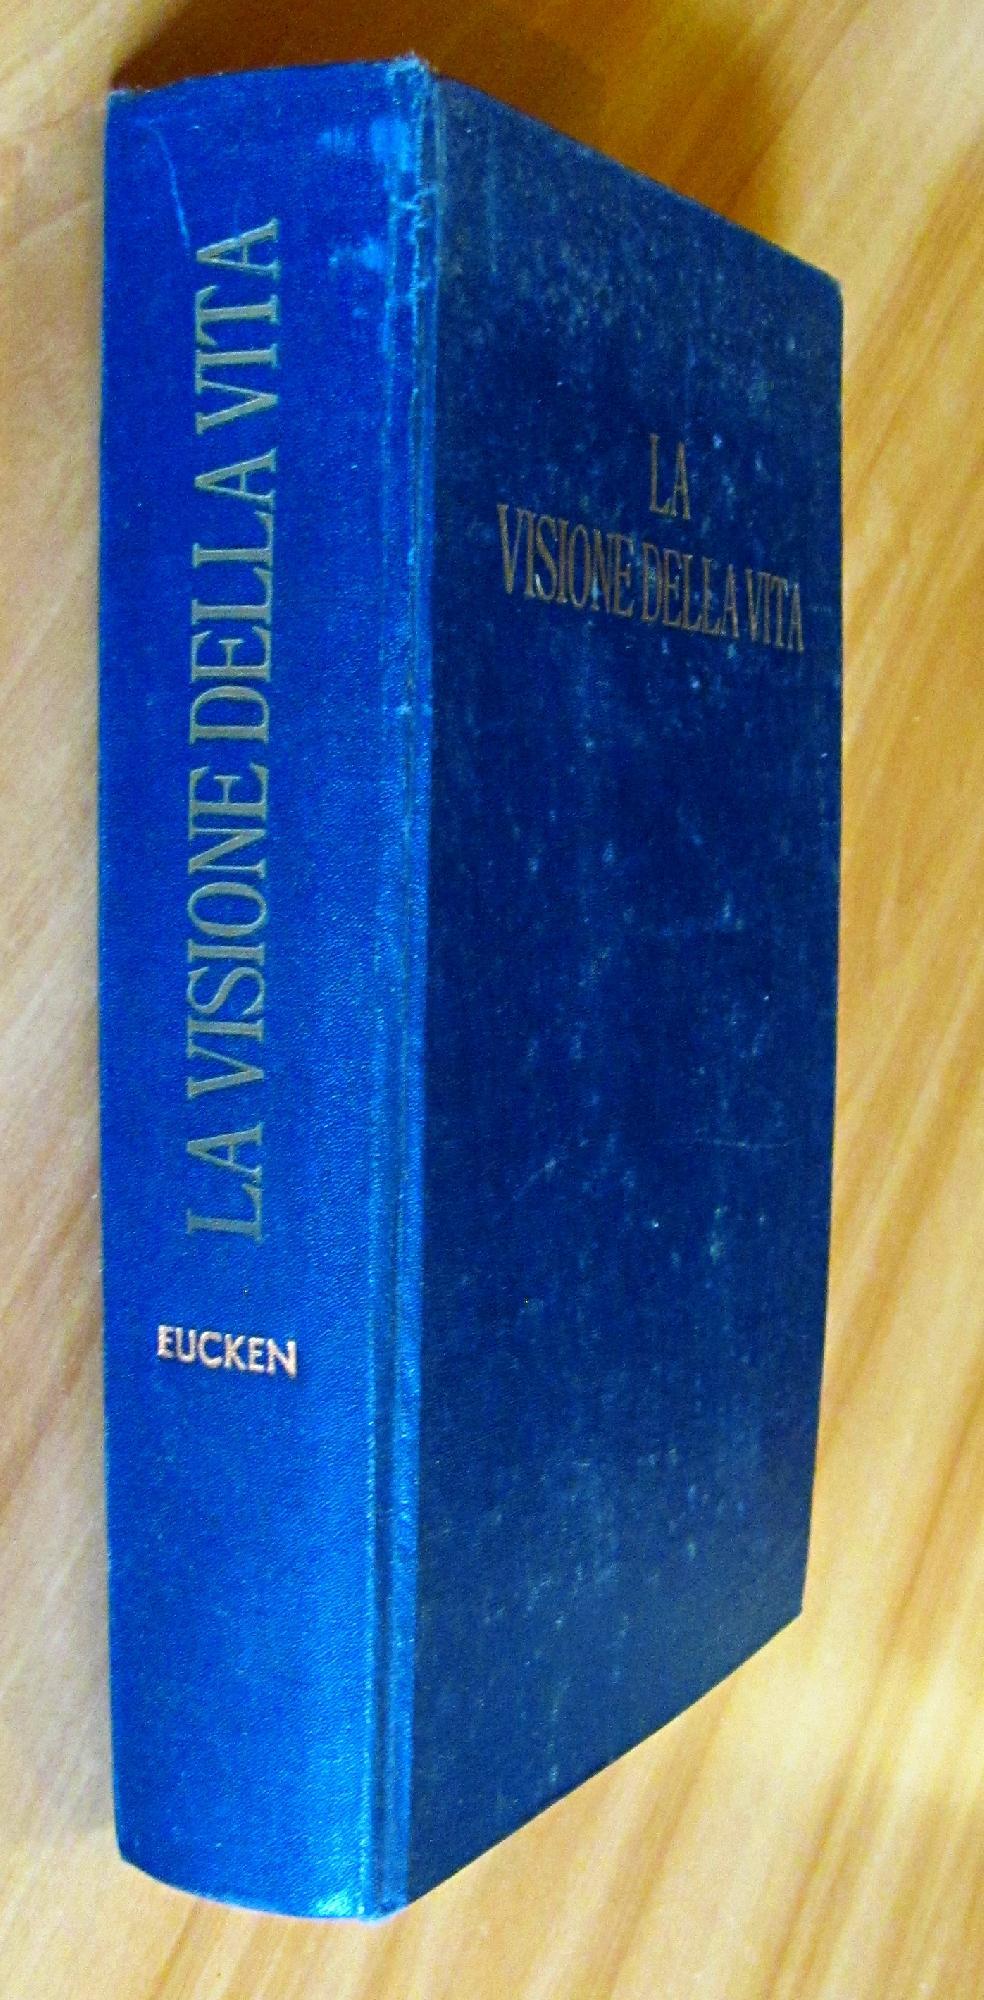 LA VISIONE DELLA VITA
EUCKEN
LA
VISIONE DELLA VITA